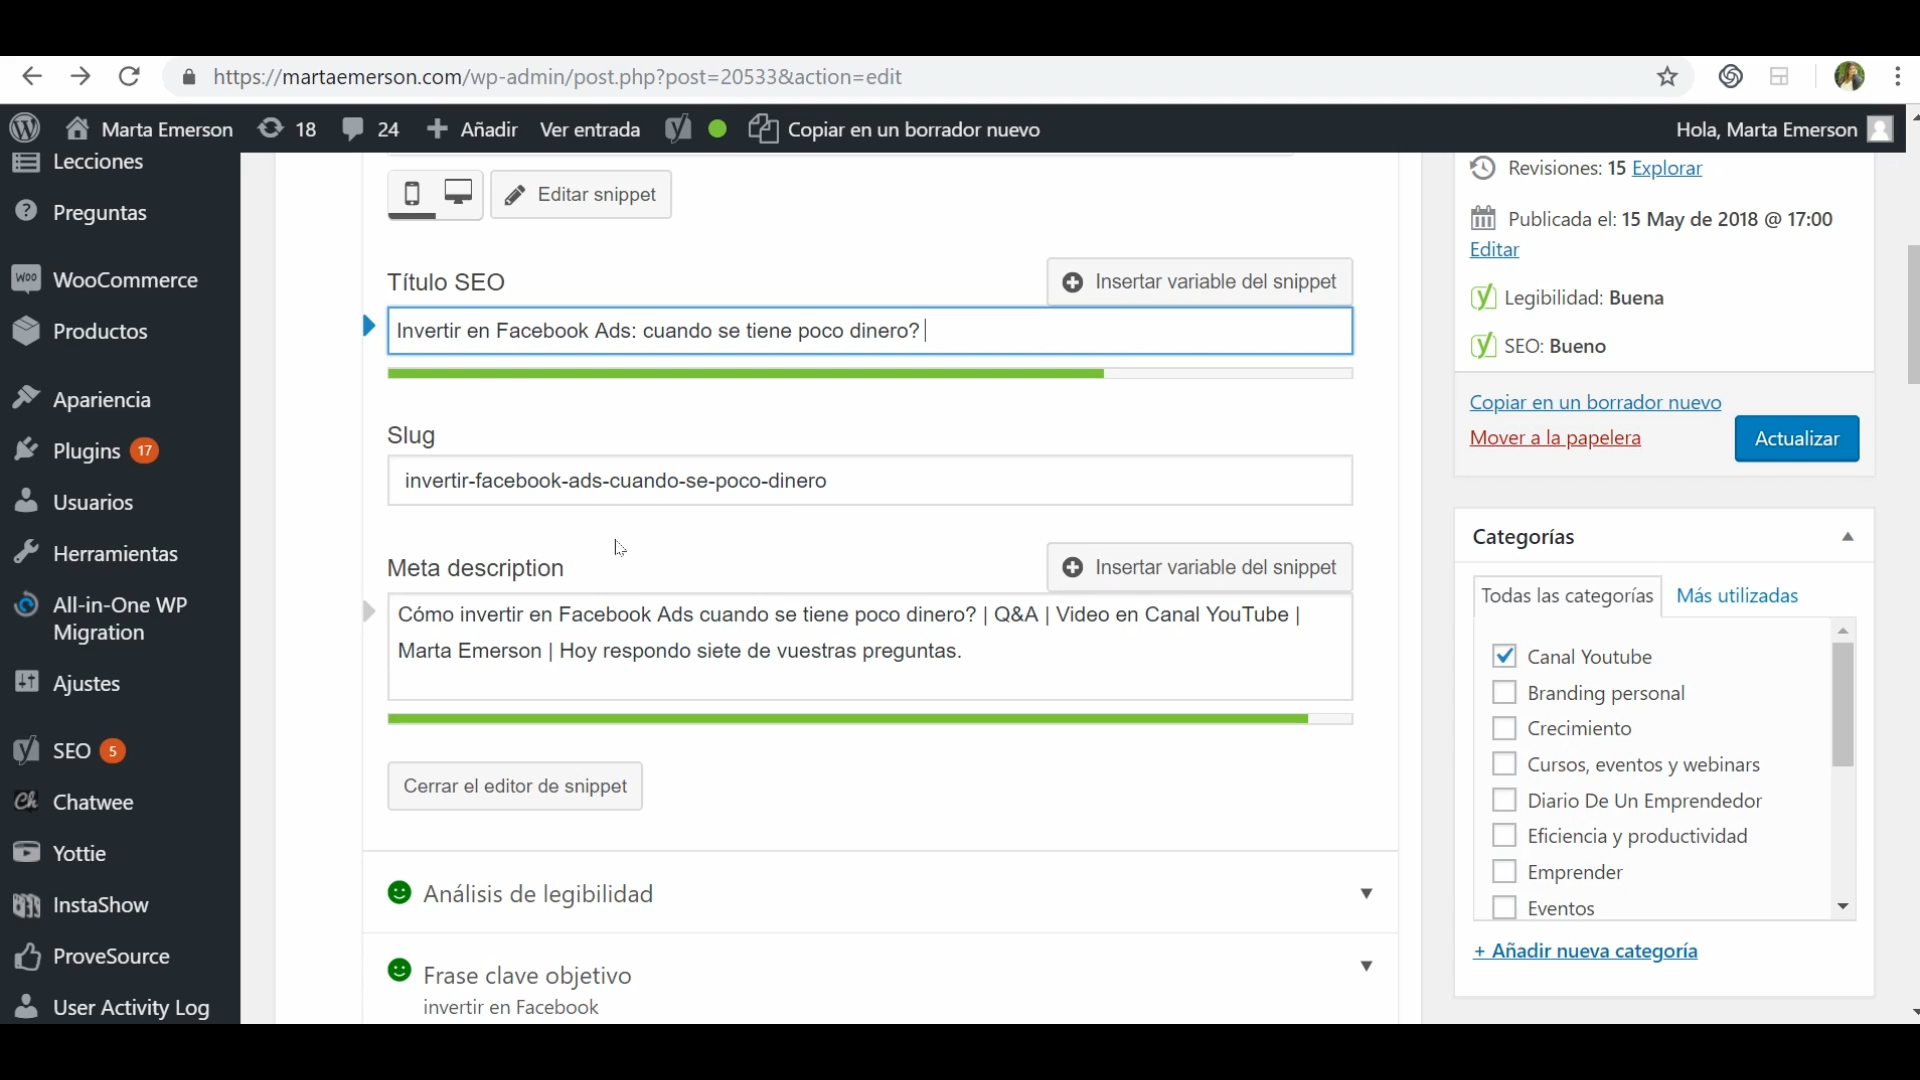 https://martaemerson.com/wp-admin/post.php?post=20533&action=edit
Marta Emerson 18 24 Añadir Ver entrada Copiar en un borrador nuevo Hola, Marta Emerson
Lecciones
Preguntas
WooCommerce
Productos
Apariencia
Plugins 17
Usuarios
Herramientas
All-in-One WP
Migration
Ajustes
SEO 5
Chatwee
Yottie
InstaShow
ProveSource
User Activity Log
Editar snippet
Título SEO
Insertar variable del snippet
Invertir en Facebook Ads: cuando se tiene poco dinero?
Slug
invertir-facebook-ads-cuando-se-poco-dinero
Meta description
Insertar variable del snippet
Cómo invertir en Facebook Ads cuando se tiene poco dinero? | Q&A | Video en Canal YouTube |
Marta Emerson | Hoy respondo siete de vuestras preguntas.
Cerrar el editor de snippet
Análisis de legibilidad
Frase clave objetivo
invertir en Facebook
Revisiones: 15 Explorar
Publicada el: 15 May de 2018 @ 17:00
Editar
Legibilidad: Buena
SEO: Bueno
Copiar en un borrador nuevo
Mover a la papelera
Actualizar
Categorías
Todas las categorías Más utilizadas
Canal Youtube
Branding personal
Crecimiento
Cursos, eventos y webinars
Diario De Un Emprendedor
Eficiencia y productividad
Emprender
Eventos
+ Añadir nueva categoría